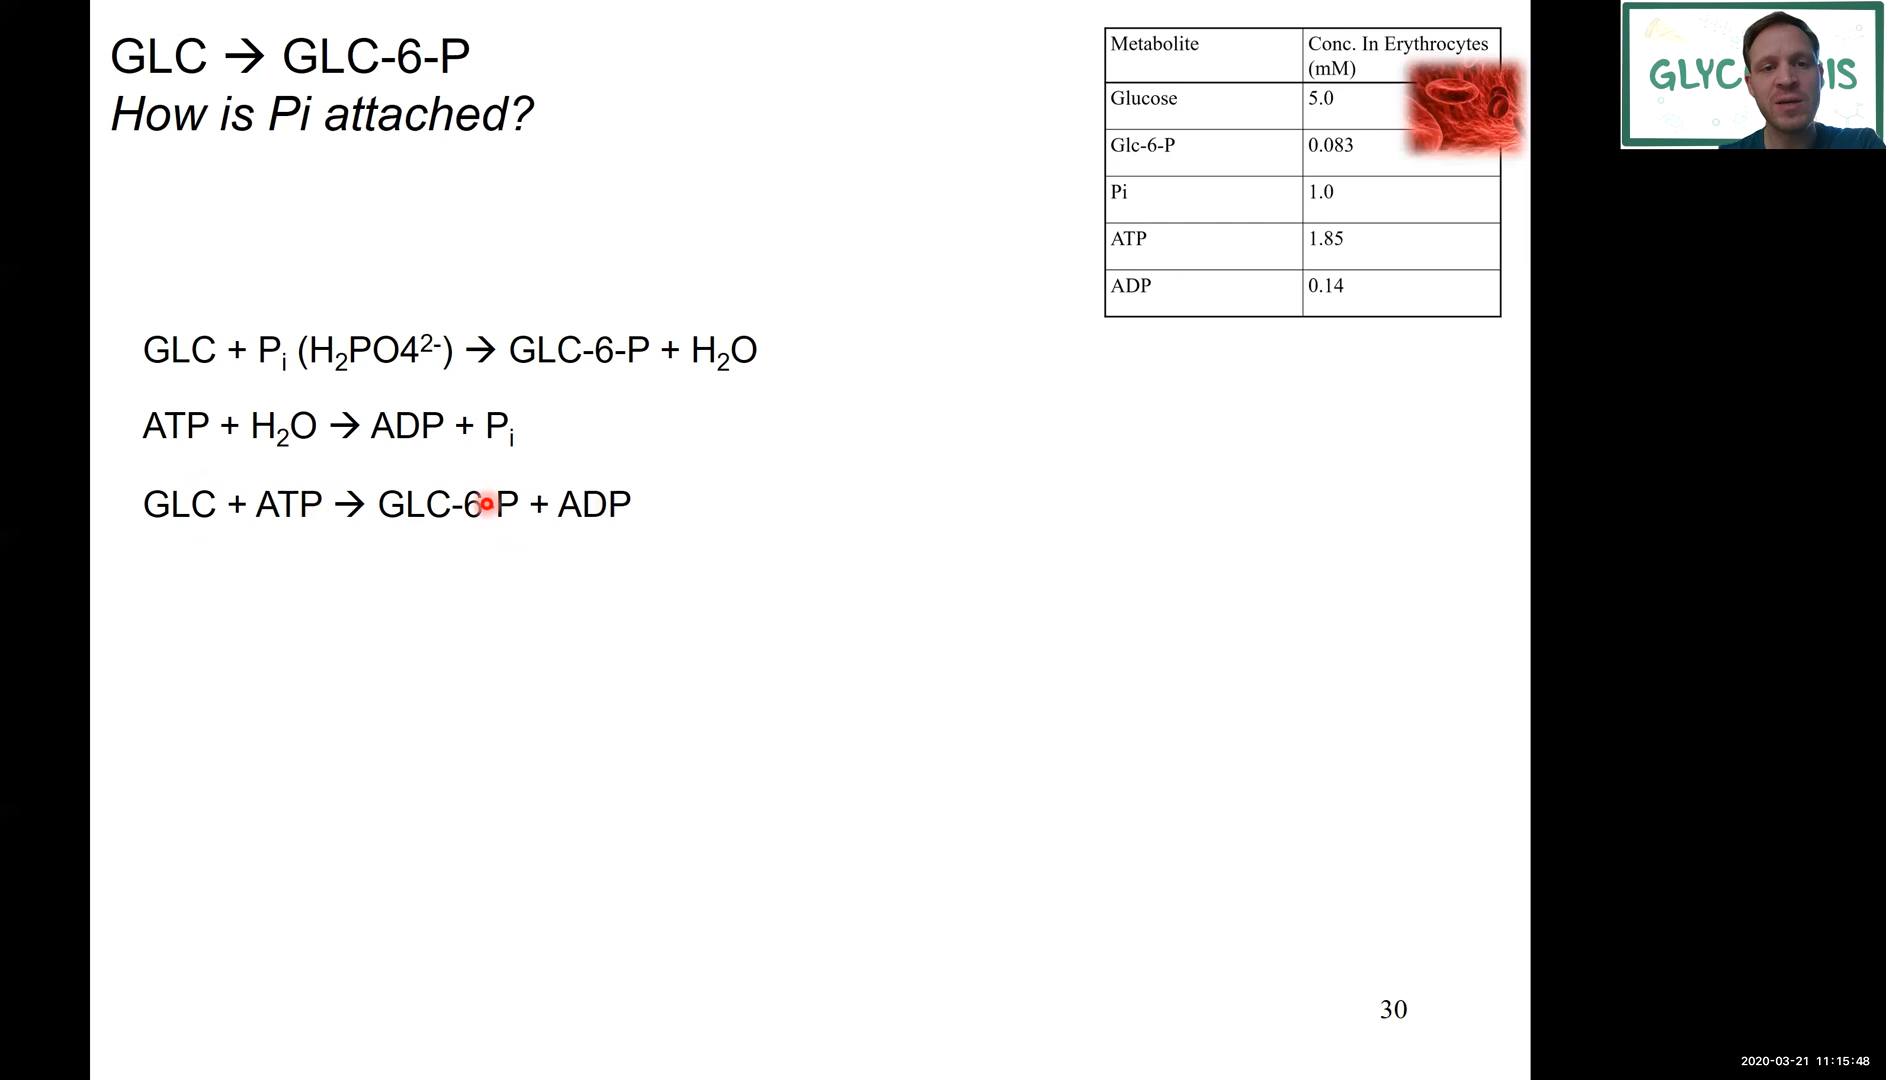 GLC → GLC-6-P
How is Pi attached?
Metabolite Conc. In Erythrocytes
(mM)
Glucose 5.0
Glc-6-P 0.083
Pi 1.0
ATP 1.85
ADP 0.14
GLC + Pi (H2PO4²⁻) → GLC-6-P + H2O
ATP + H2O → ADP + Pi
GLC + ATP → GLC-6-P + ADP
30
GLYC IS
2020-03-21 11:15:48